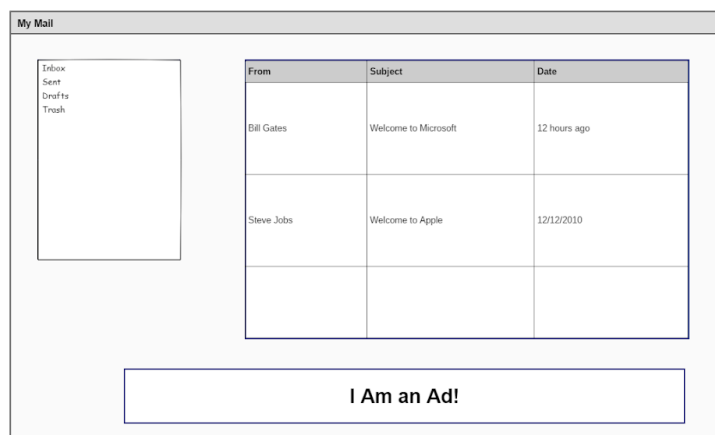 My Mail
Inbox
Sent
Drafts
Trash
From Subject Date
Bill Gates Welcome to Microsoft 12 hours ago
Steve Jobs Welcome to Apple 12/12/2010
I Am an Ad!